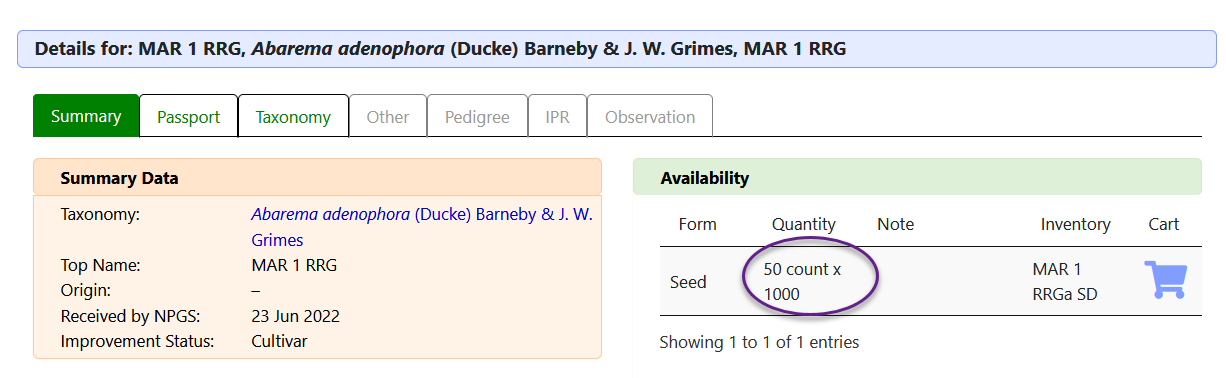 Details for: MAR 1 RRG, Abarema adenophora (Ducke) Barneby & J. W. Grimes, MAR 1 RRG
Summary Passport Taxonomy Other Pedigree IPR Observation
Summary Data
Taxonomy: Abarema adenophora (Ducke) Barneby & J. W.
Grimes
Top Name: MAR 1 RRG
Origin: –
Received by NPGS: 23 Jun 2022
Improvement Status: Cultivar
Availability
Form Quantity Note Inventory Cart
Seed 50 count x MAR 1
1000 RRGa SD
Showing 1 to 1 of 1 entries